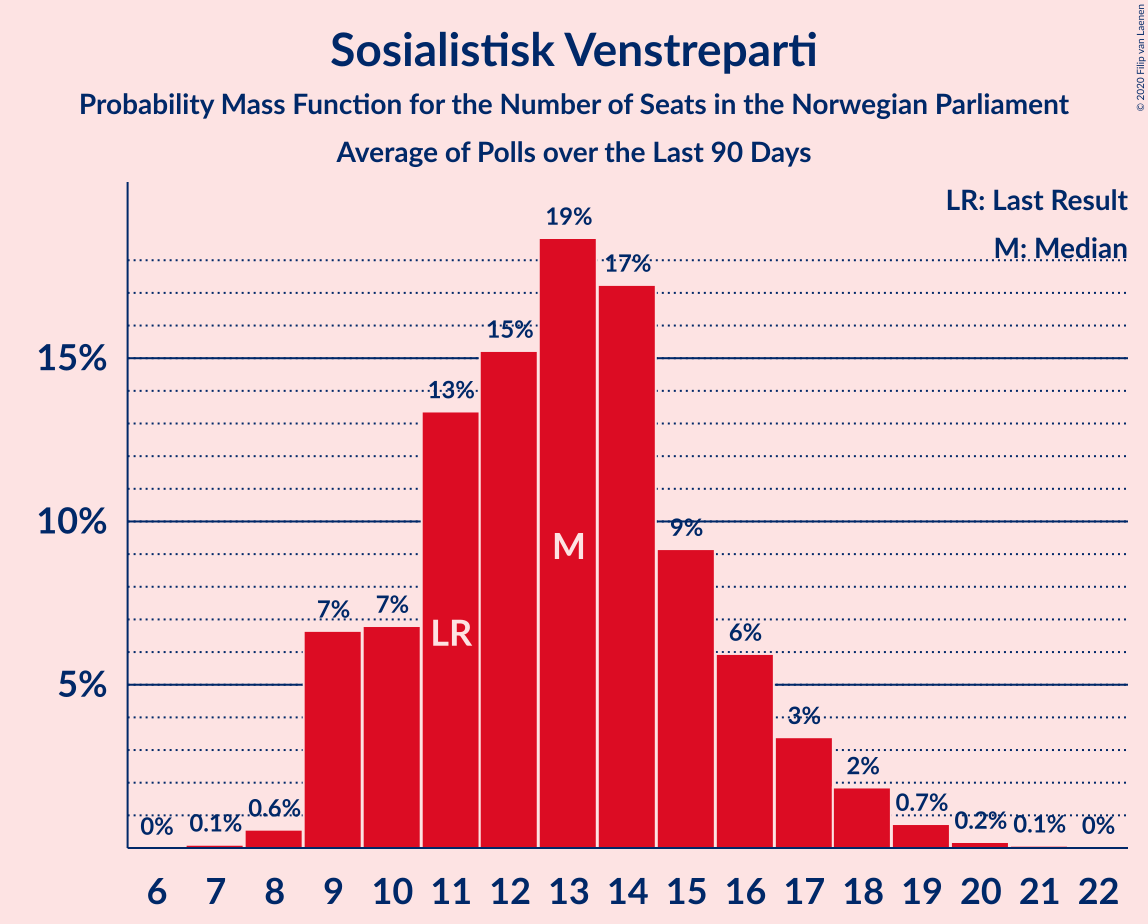 Sosialistisk Venstreparti
Probability Mass Function for the Number of Seats in the Norwegian Parliament
Average of Polls over the Last 90 Days
© 2020 Filip van Laenen
LR: Last Result
M: Median
15%
10%
5%
0%
0.1%
0.6%
7%
7%
13%
15%
19%
17%
9%
6%
3%
2%
0.7%
0.2%
0.1%
0%
LR
M
6 7 8 9 10 11 12 13 14 15 16 17 18 19 20 21 22